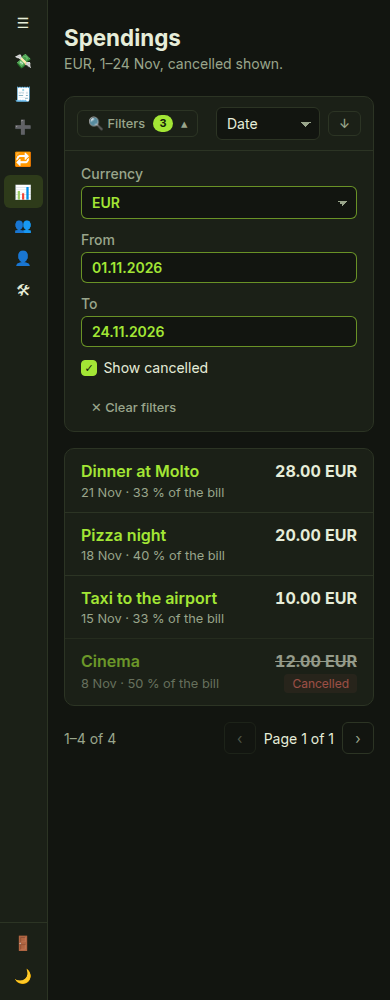 Spendings
EUR, 1–24 Nov, cancelled shown.
Filters 3 ▴
Date
↓
Currency
EUR
From
01.11.2026
To
24.11.2026
✓ Show cancelled
✕ Clear filters
Dinner at Molto 28.00 EUR
21 Nov · 33 % of the bill
Pizza night 20.00 EUR
18 Nov · 40 % of the bill
Taxi to the airport 10.00 EUR
15 Nov · 33 % of the bill
Cinema 12.00 EUR
8 Nov · 50 % of the bill Cancelled
1–4 of 4 ‹ Page 1 of 1 ›